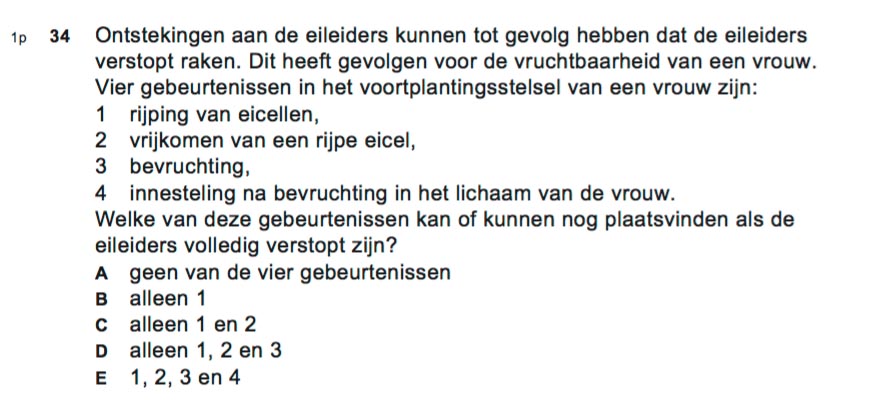 1p 34 Ontstekingen aan de eileiders kunnen tot gevolg hebben dat de eileiders
verstopt raken. Dit heeft gevolgen voor de vruchtbaarheid van een vrouw.
Vier gebeurtenissen in het voortplantingsstelsel van een vrouw zijn:
1 rijping van eicellen,
2 vrijkomen van een rijpe eicel,
3 bevruchting,
4 innesteling na bevruchting in het lichaam van de vrouw.
Welke van deze gebeurtenissen kan of kunnen nog plaatsvinden als de
eileiders volledig verstopt zijn?
A geen van de vier gebeurtenissen
B alleen 1
C alleen 1 en 2
D alleen 1, 2 en 3
E 1, 2, 3 en 4